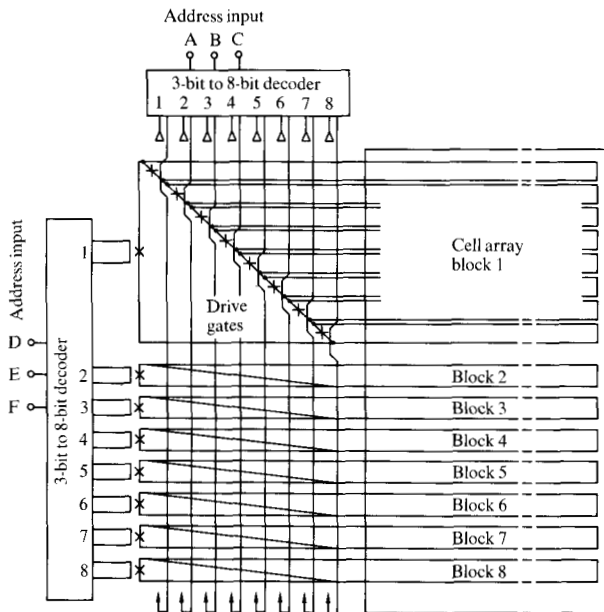 Address input
A B C
3-bit to 8-bit decoder
1 2 3 4 5 6 7 8
Address input
D
E
F
3-bit to 8-bit decoder
1
Cell array
block 1
Drive
gates
2 Block 2
3 Block 3
4 Block 4
5 Block 5
6 Block 6
7 Block 7
8 Block 8